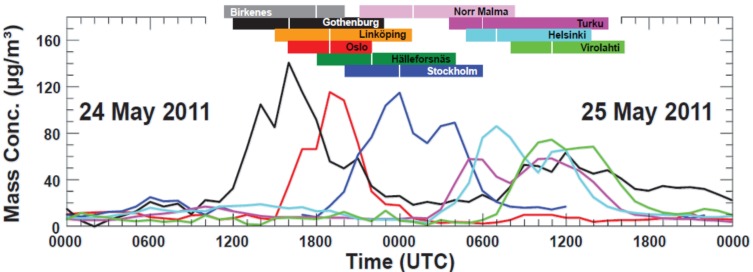 Birkenes Norr Malma
160 Gothenburg Turku
Linköping Helsinki
Oslo Virolahti
120 Hälleforsnäs
Stockholm
24 May 2011 25 May 2011
80
40
0
Mass Conc. (µg/m³)
0000 0600 1200 1800 0000 0600 1200 1800 0000
Time (UTC)